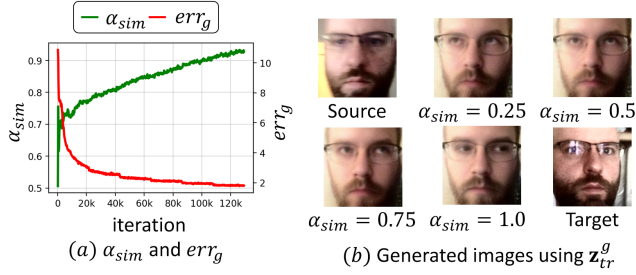 α_sim err_g
0.9
0.8
0.7
0.6
0.5
α_sim
10
8
6
4
2
err_g
0 20k 40k 60k 80k 100k 120k
iteration
(a) α_sim and err_g
Source α_sim = 0.25 α_sim = 0.5
α_sim = 0.75 α_sim = 1.0 Target
(b) Generated images using z_tr^g